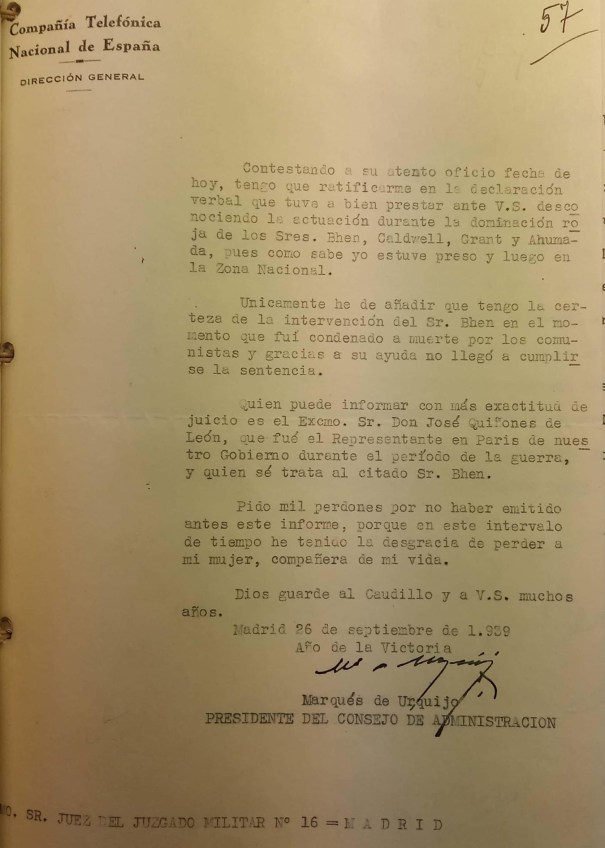 57
Compañía Telefónica
Nacional de España
DIRECCIÓN GENERAL
Contestando a su atento oficio fecha de
hoy, tengo que ratificarme en la declaración
verbal que tuve a bien prestar ante V.S. desco
nociendo la actuación durante la dominación ro
ja de los Sres. Bhen, Caldwell, Grant y Ahuma-
da, pues como sabe yo estuve preso y luego en
la Zona Nacional.
Unicamente he de añadir que tengo la cer-
teza de la intervención del Sr. Bhen en el mo-
mento que fuí condenado a muerte por los comu-
nistas y gracias a su ayuda no llegó a cumplir
se la sentencia.
Quien puede informar con más exactitud de
juicio es el Excmo. Sr. Don José Quiñones de
León, que fué el Representante en Paris de nues
tro Gobierno durante el período de la guerra,
y quien sé trata al citado Sr. Bhen.
Pido mil perdones por no haber emitido
antes este informe, porque en este intervalo
de tiempo he tenido la desgracia de perder a
mi mujer, compañera de mi vida.
Dios guarde al Caudillo y a V.S. muchos
años.
Madrid 26 de septiembre de 1.939
Año de la Victoria
Marqués de Urquijo
PRESIDENTE DEL CONSEJO DE ADMINISTRACION
MO. SR. JUEZ DEL JUZGADO MILITAR Nº 16 = M A D R I D